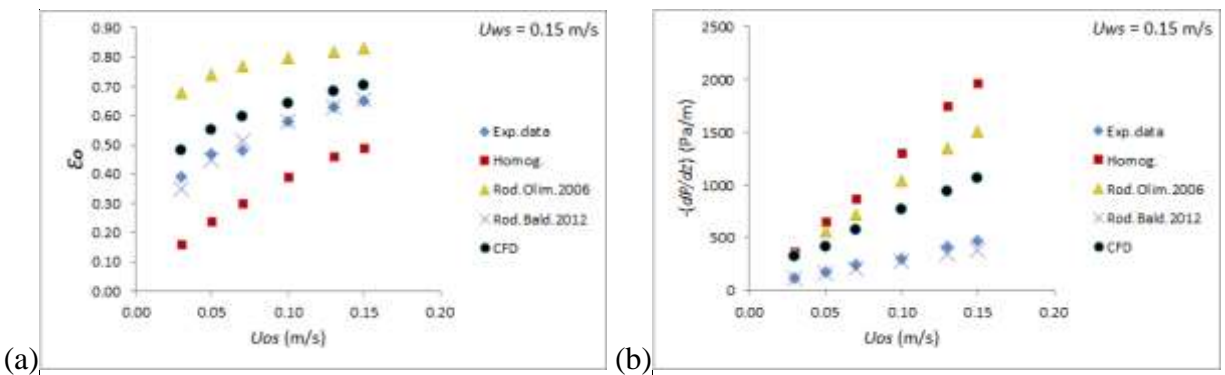 Uws = 0.15 m/s
0.90
0.80
0.70
0.60
0.50
0.40
0.30
0.20
0.10
0.00
εo
0.00 0.05 0.10 0.15 0.20
Uos (m/s)
Exp.data
Homog.
Rod.Olim.2006
Rod.Bald.2012
CFD
(a)
Uws = 0.15 m/s
2500
2000
1500
1000
500
0
-(dP/dz) (Pa/m)
0.00 0.05 0.10 0.15 0.20
Uos (m/s)
Exp.data
Homog.
Rod.Olim.2006
Rod.Bald.2012
CFD
(b)